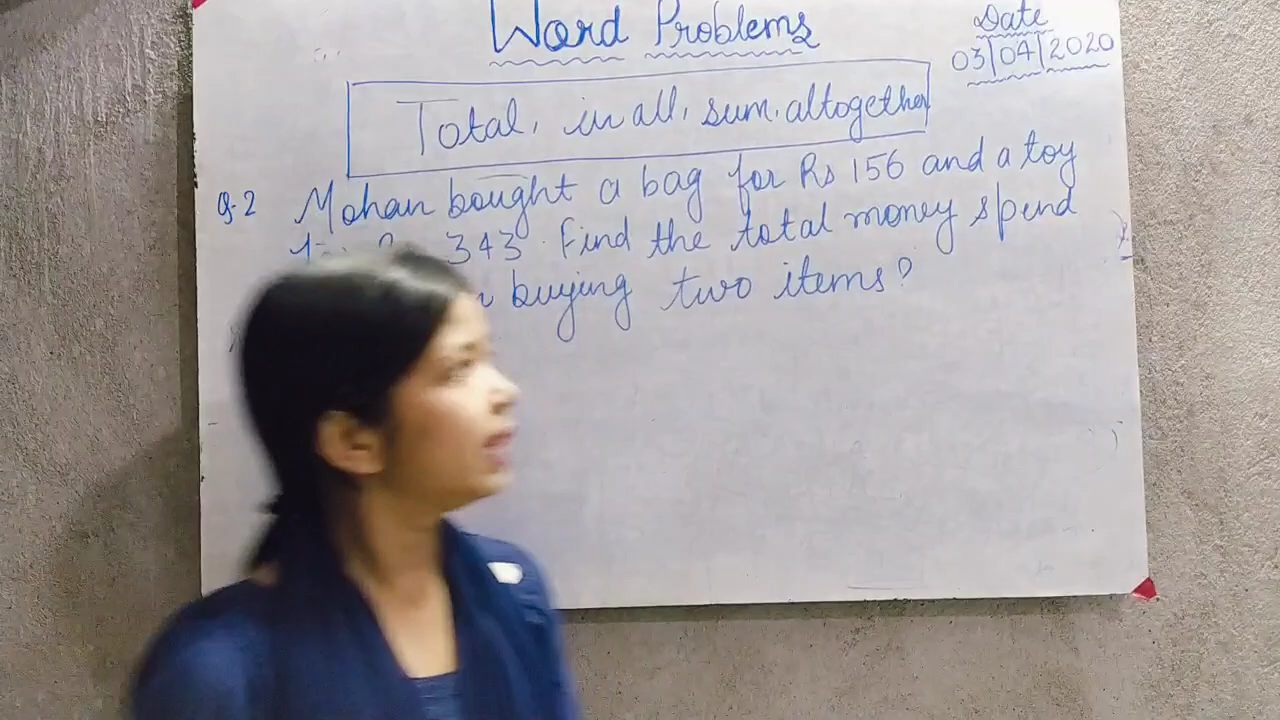 Word Problems
Date
03/04/2020
Total, in all, sum, altogether
Q.2 Mohan bought a bag for Rs 156 and a toy
343. Find the total money spend
buying two items?